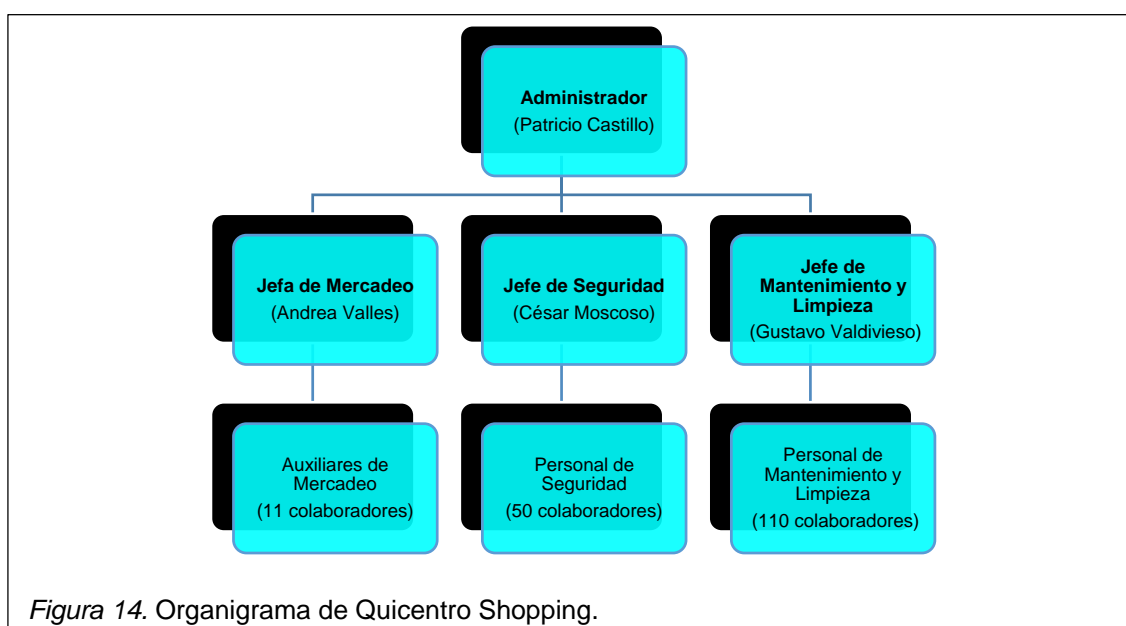 Administrador
(Patricio Castillo)
Jefa de Mercadeo
(Andrea Valles)
Jefe de Seguridad
(César Moscoso)
Jefe de
Mantenimiento y
Limpieza
(Gustavo Valdivieso)
Auxiliares de
Mercadeo
(11 colaboradores)
Personal de
Seguridad
(50 colaboradores)
Personal de
Mantenimiento y
Limpieza
(110 colaboradores)
Figura 14. Organigrama de Quicentro Shopping.